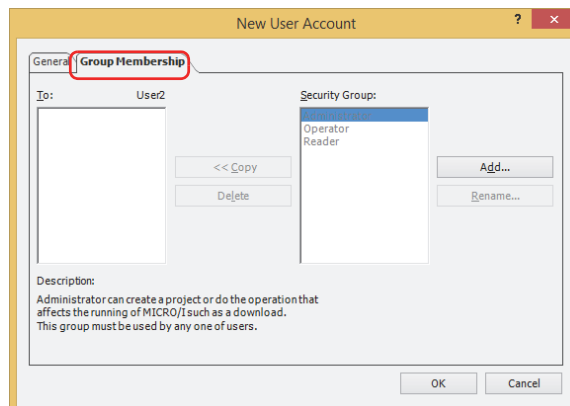 New User Account
?
×
General
Group Membership
To: User2
Security Group:
Administrator
Operator
Reader
<< Copy
Delete
Add...
Rename...
Description:
Administrator can create a project or do the operation that
affects the running of MICRO/I such as a download.
This group must be used by any one of users.
OK
Cancel